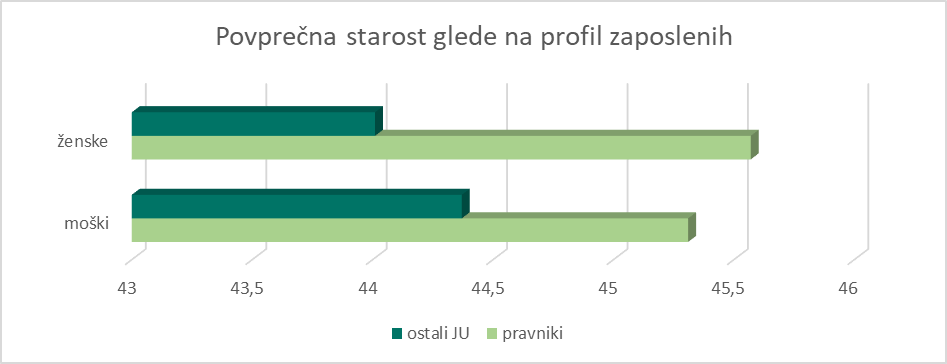 Povprečna starost glede na profil zaposlenih
ženske
moški
43 43,5 44 44,5 45 45,5 46
ostali JU pravniki